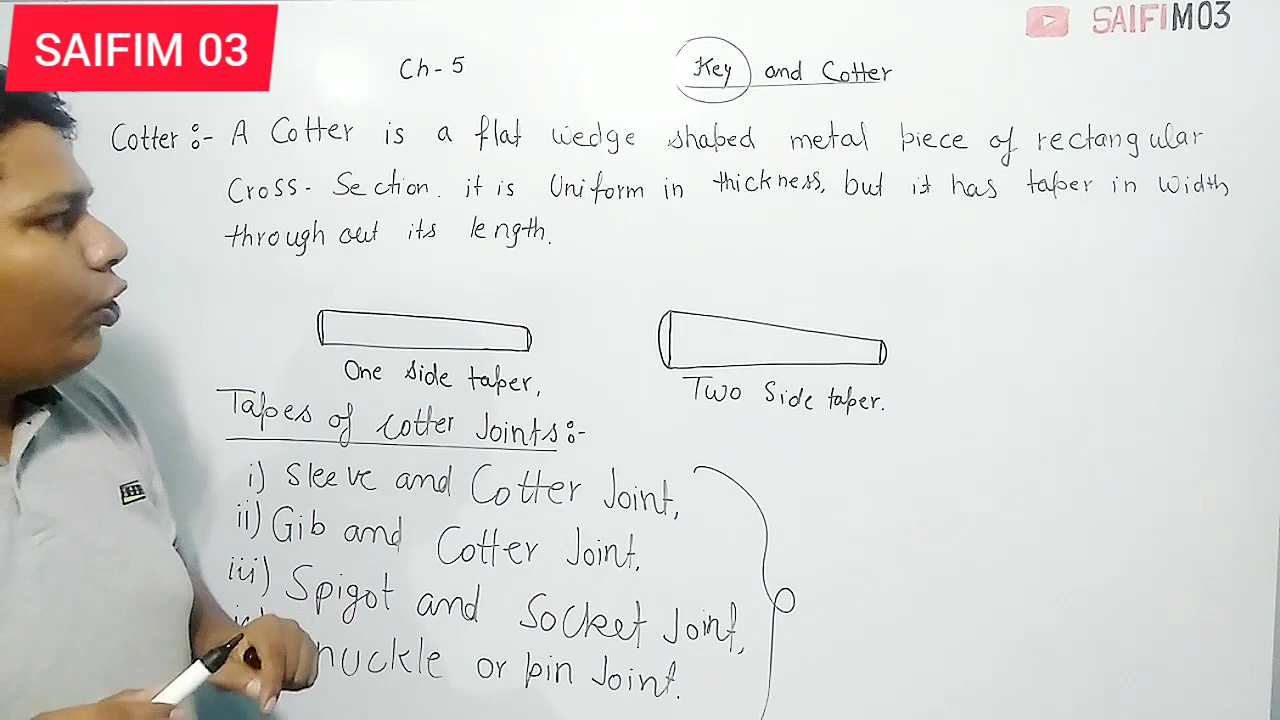 SAIFIM 03
SAIFIM03
Ch-5
Key and Cotter
Cotter :- A Cotter is a flat wedge shaped metal piece of rectangular
Cross-Section. it is Uniform in thickness, but it has taper in width
through out its length.
One side taper,
Two Side taper.
Tapes of cotter Joints:-
i) Sleeve and Cotter Joint,
ii) Gib and Cotter Joint,
iii) Spigot and Socket Joint,
nuckle or pin Joint.